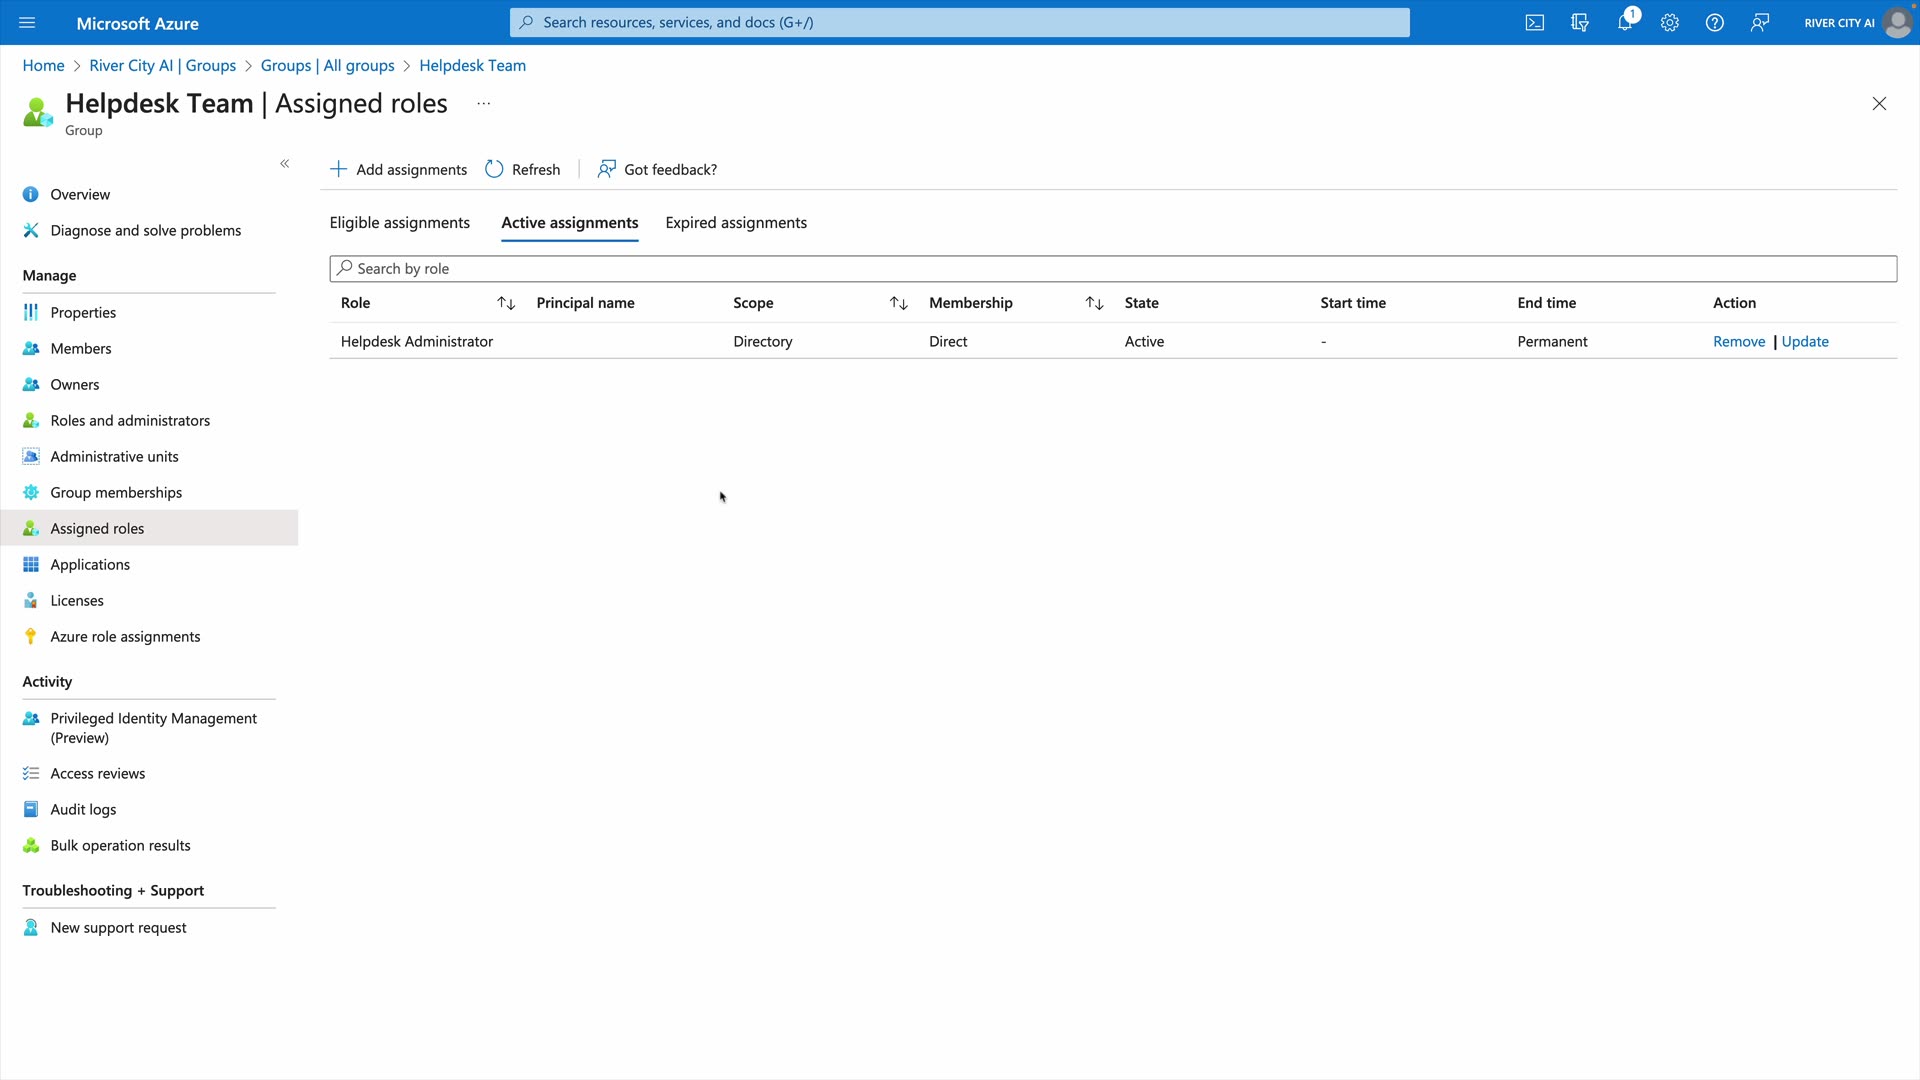 Microsoft Azure
Search resources, services, and docs (G+/)
1
RIVER CITY AI
Home > River City AI | Groups > Groups | All groups > Helpdesk Team
Helpdesk Team | Assigned roles ...
Group
Add assignments Refresh Got feedback?
Overview
Diagnose and solve problems
Manage
Properties
Members
Owners
Roles and administrators
Administrative units
Group memberships
Assigned roles
Applications
Licenses
Azure role assignments
Activity
Privileged Identity Management
(Preview)
Access reviews
Audit logs
Bulk operation results
Troubleshooting + Support
New support request
Eligible assignments Active assignments Expired assignments
Search by role
Role Principal name Scope Membership State Start time End time Action
Helpdesk Administrator Directory Direct Active - Permanent Remove | Update